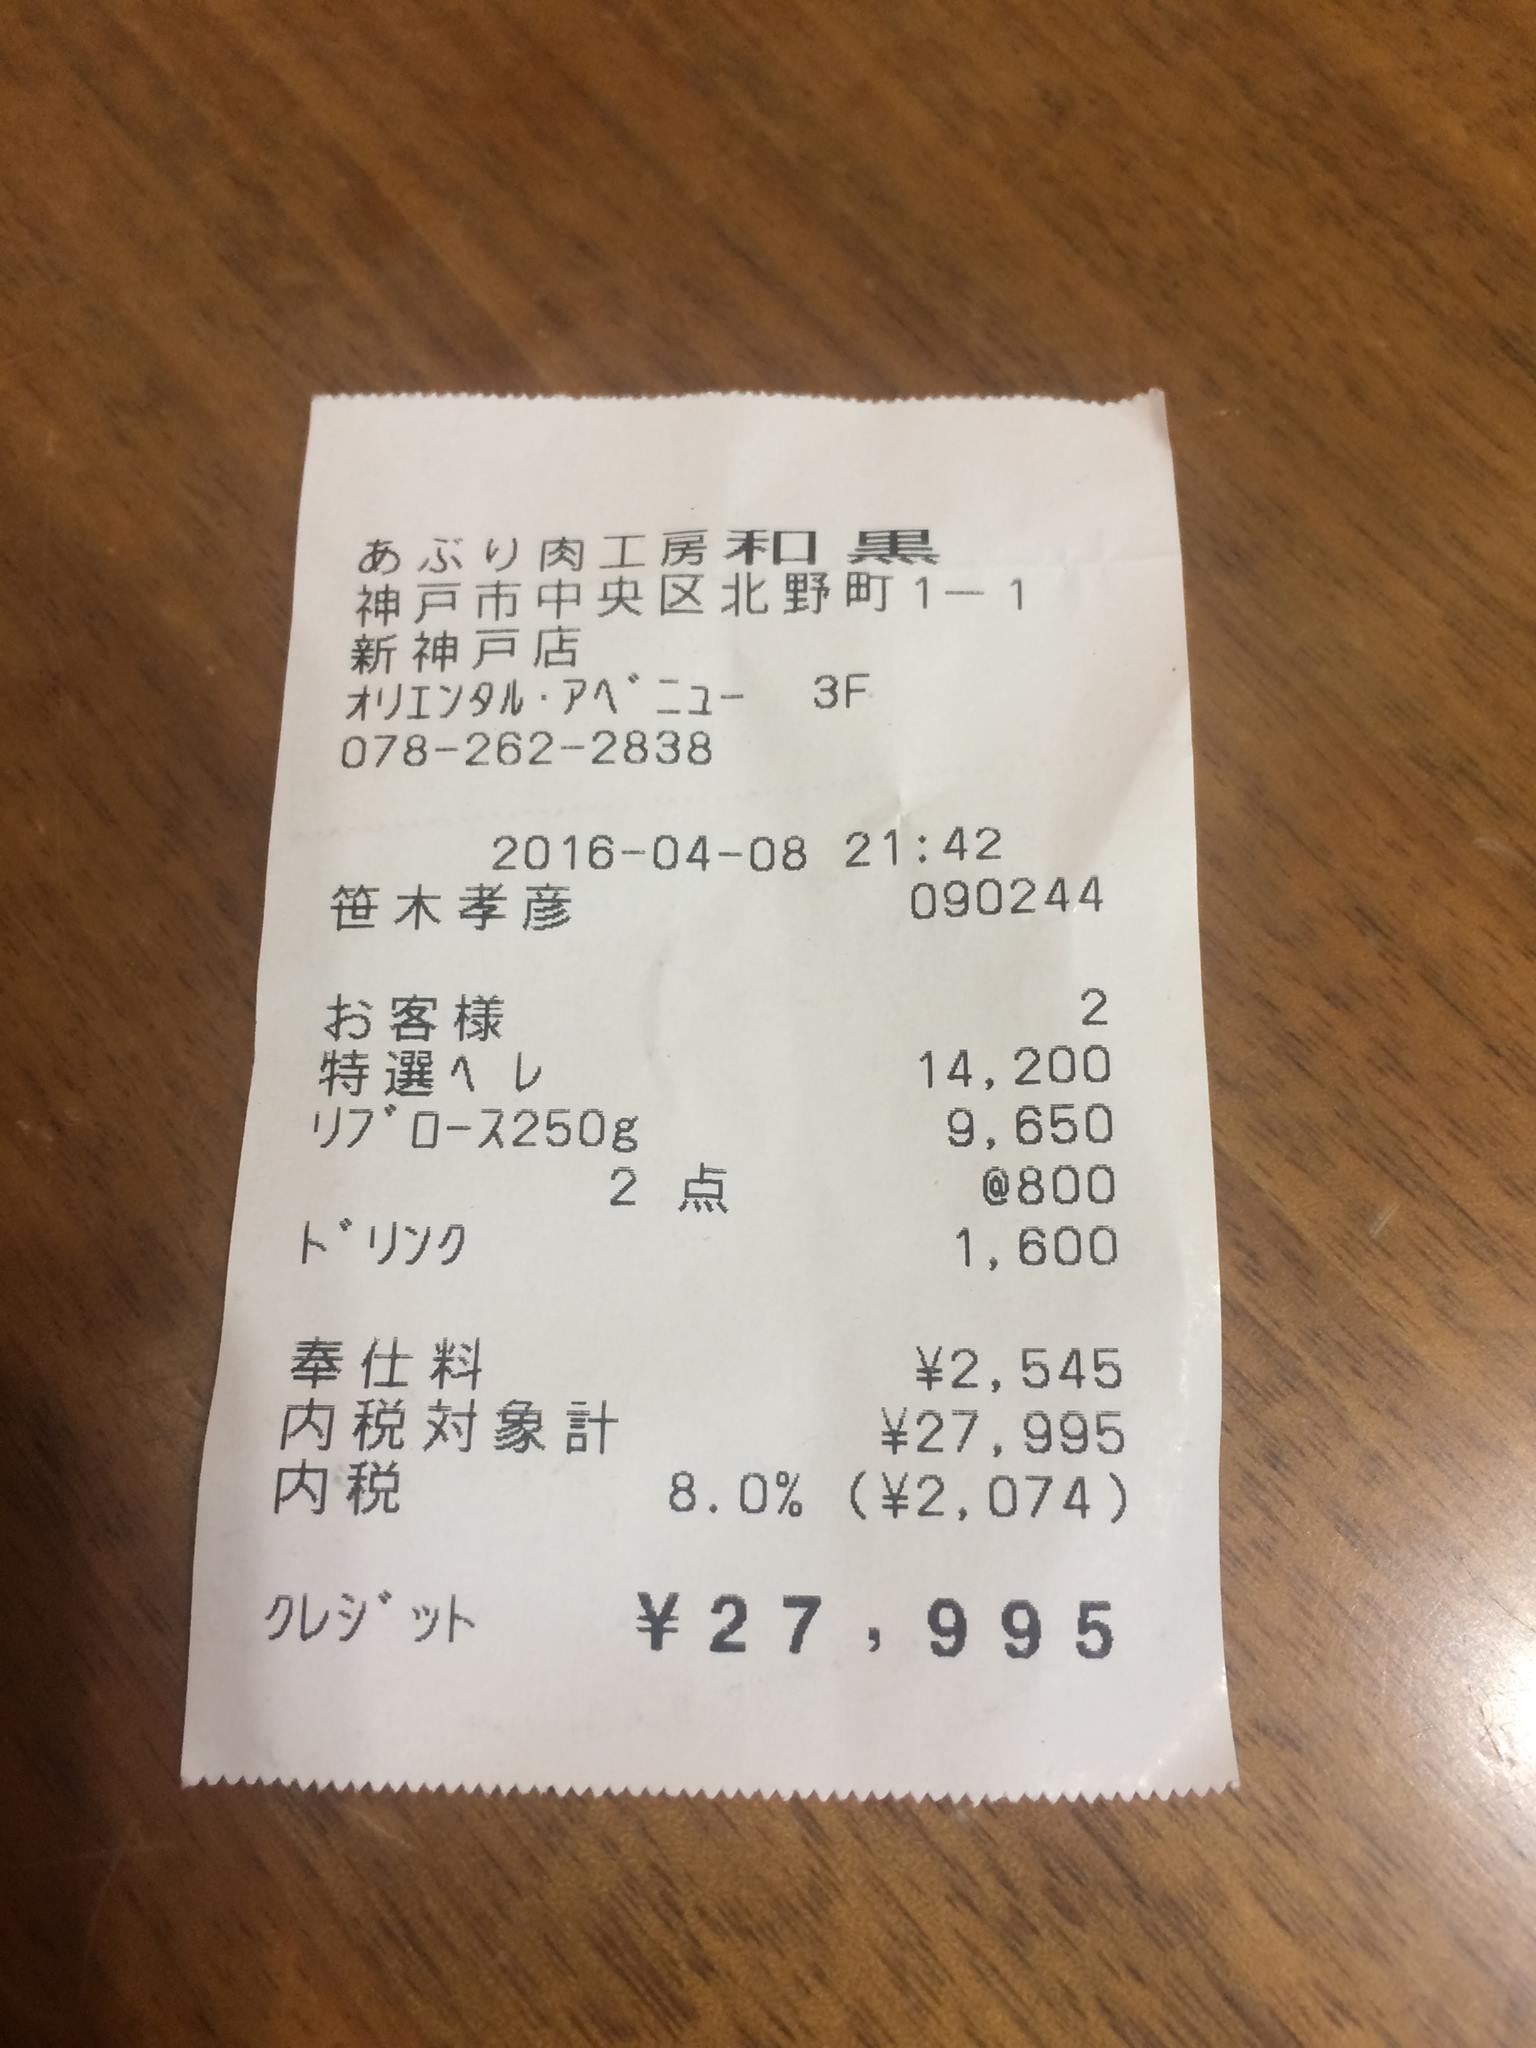 あぶり肉工房和黒
神戸市中央区北野町1ー1
新神戸店
ｵﾘｴﾝﾀﾙ･ｱﾍﾞﾆｭｰ 3F
078-262-2838
2016-04-08 21:42
笹木孝彦 090244
お客様 2
特選ヘレ 14,200
ﾘﾌﾞﾛｰｽ250g 9,650
2 点 @800
ﾄﾞﾘﾝｸ 1,600
奉仕料 ¥2,545
内税対象計 ¥27,995
内税 8.0% (¥2,074)
ｸﾚｼﾞｯﾄ ¥27,995